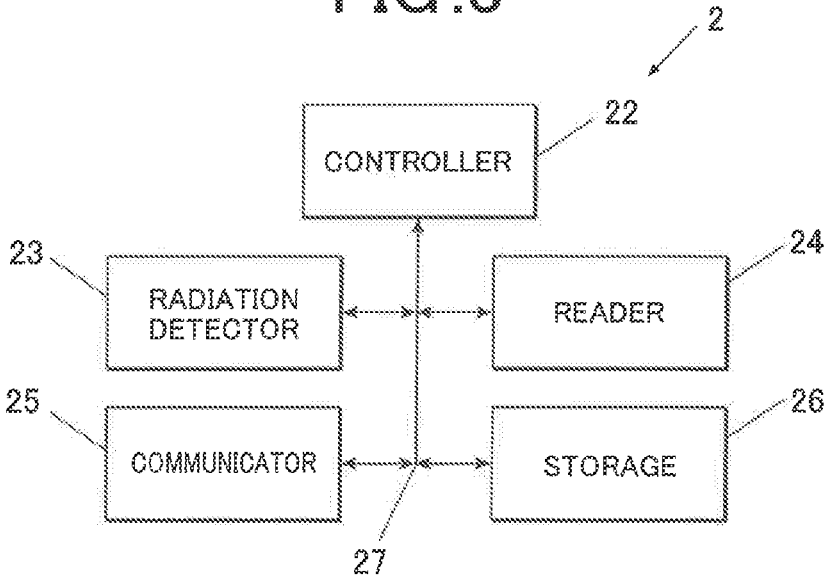 2
CONTROLLER
22
23
RADIATION
DETECTOR
24
READER
25
COMMUNICATOR
26
STORAGE
27